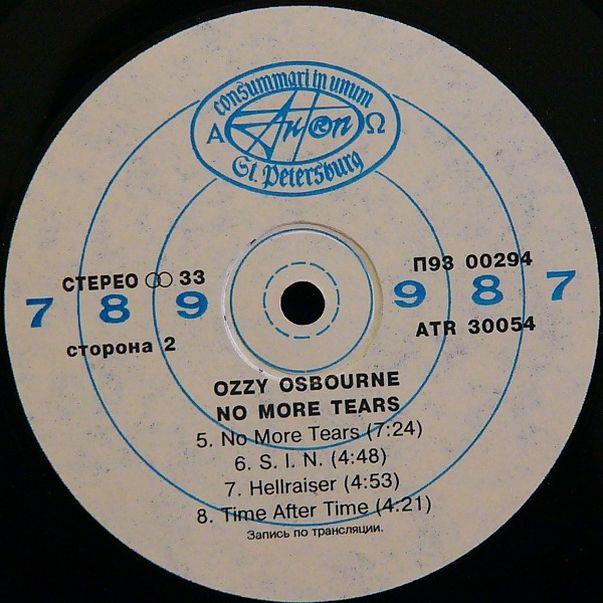 consummari in unum
Α Ant@n Ω
St. Petersburg
СТЕРЕО 33
П93 00294
7 8 9
9 8 7
сторона 2
ATR 30054
OZZY OSBOURNE
NO MORE TEARS
5. No More Tears (7:24)
6. S. I. N. (4:48)
7. Hellraiser (4:53)
8. Time After Time (4:21)
Запись по трансляции.